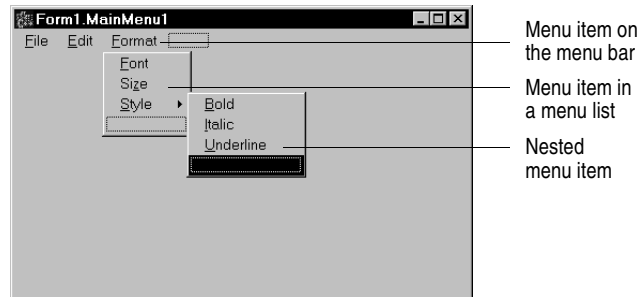 Form1.MainMenu1
File Edit Format
Font
Size
Style
Bold
Italic
Underline
Menu item on
the menu bar
Menu item in
a menu list
Nested
menu item